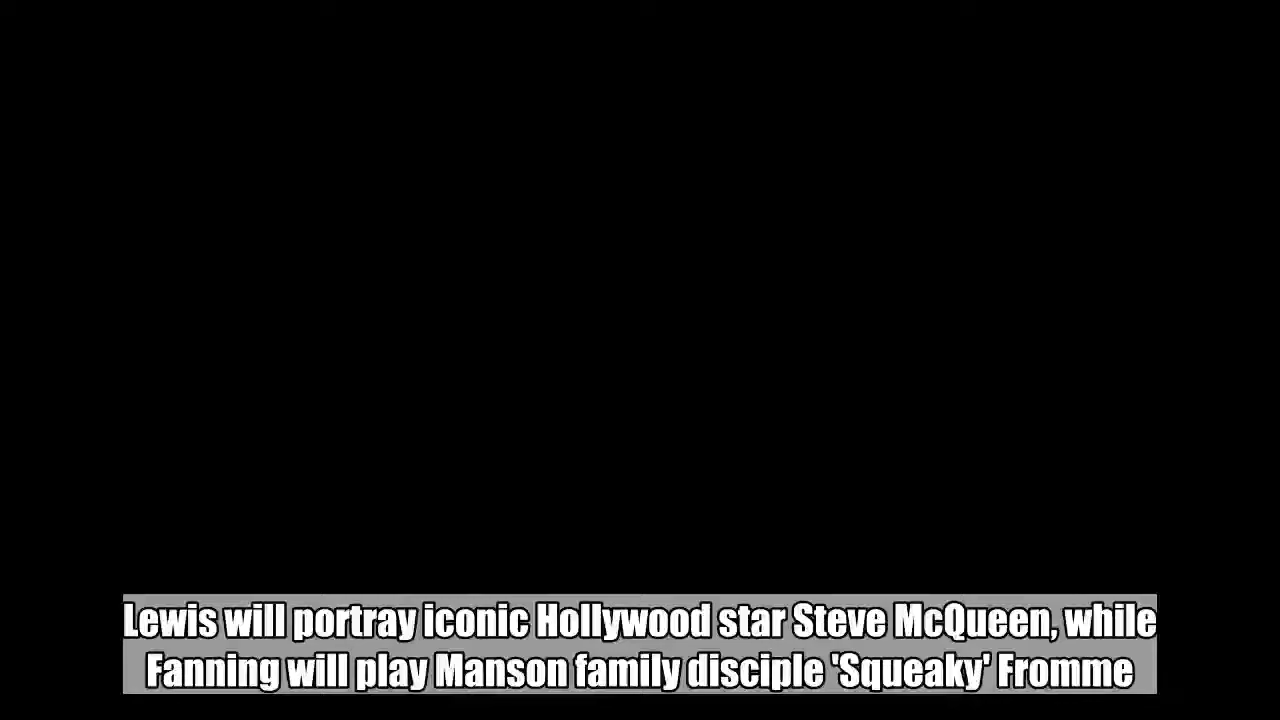 Lewis will portray iconic Hollywood star Steve McQueen, while
Fanning will play Manson family disciple 'Squeaky' Fromme